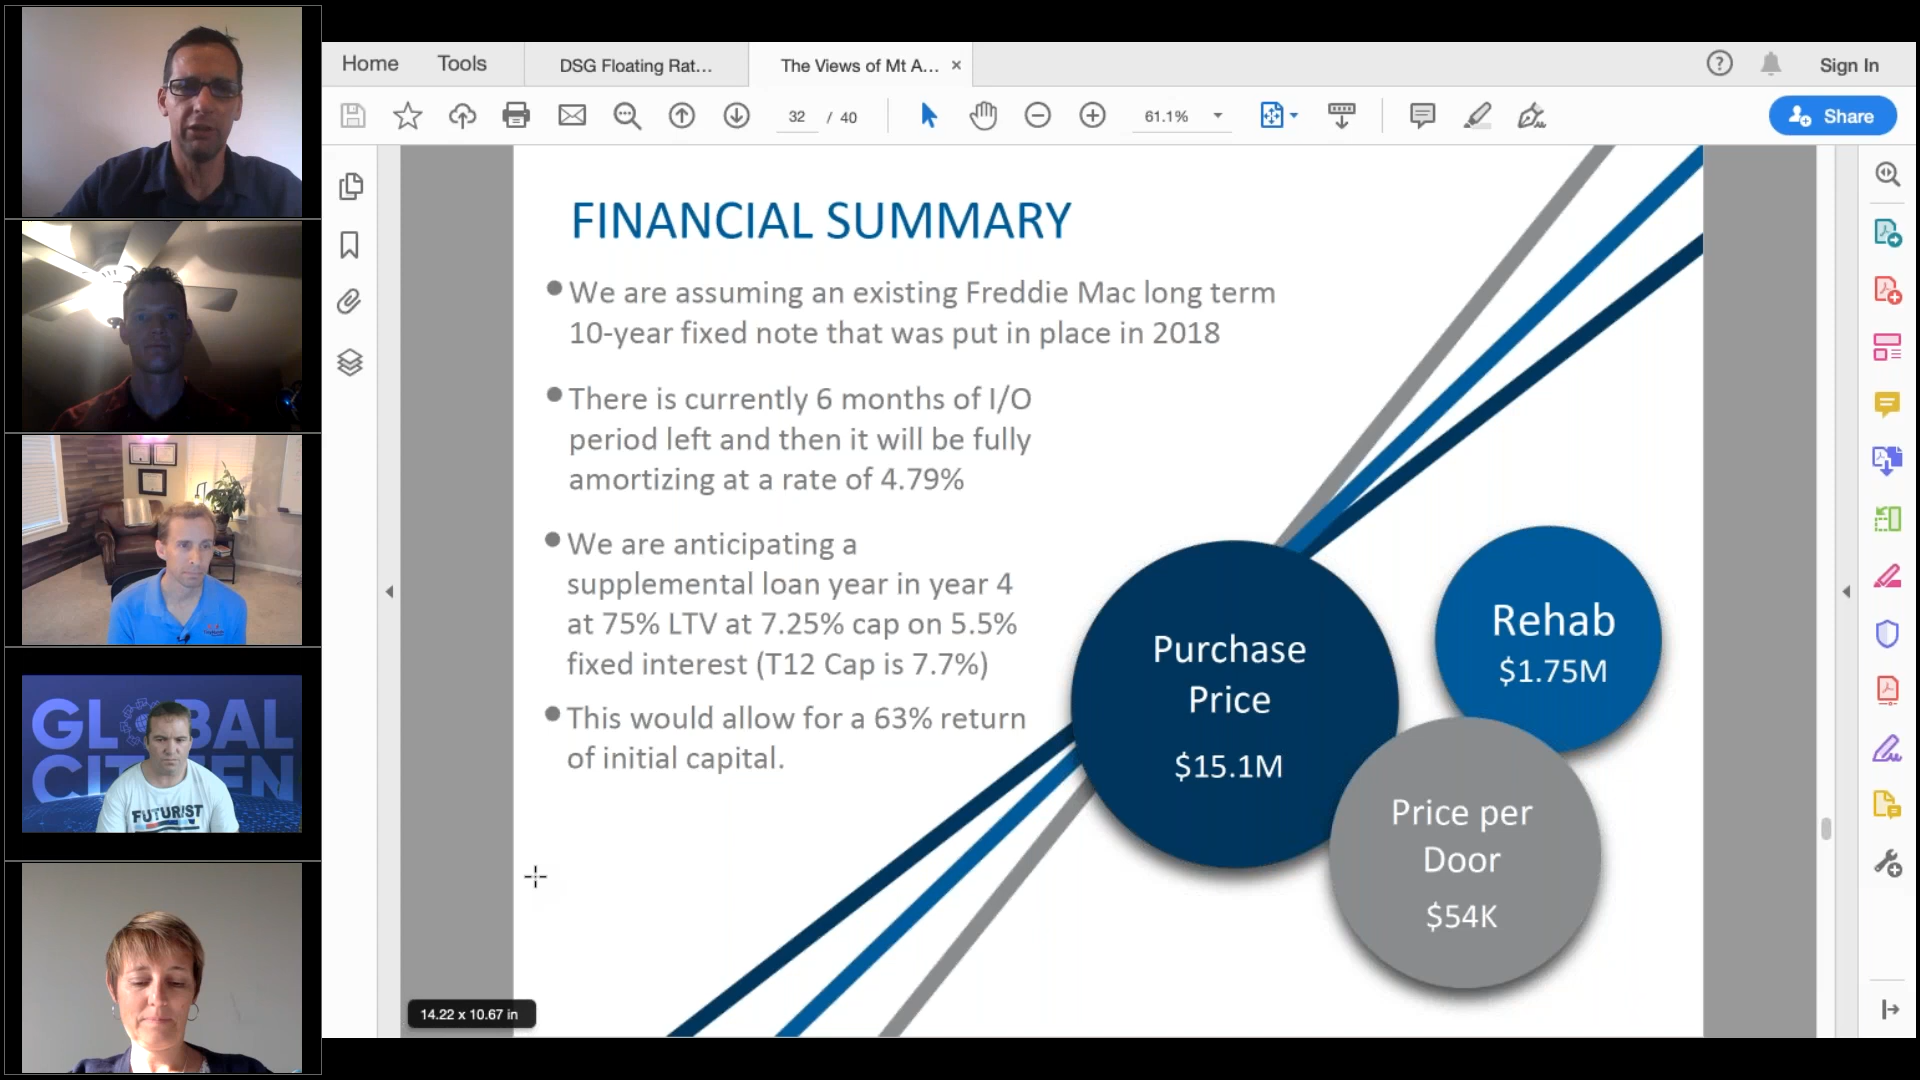 Home
Tools
DSG Floating Rat...
The Views of Mt A...
Sign In
32 / 40
61.1%
Share
FINANCIAL SUMMARY
We are assuming an existing Freddie Mac long term
10-year fixed note that was put in place in 2018
There is currently 6 months of I/O
period left and then it will be fully
amortizing at a rate of 4.79%
We are anticipating a
supplemental loan year in year 4
at 75% LTV at 7.25% cap on 5.5%
fixed interest (T12 Cap is 7.7%)
This would allow for a 63% return
of initial capital.
Purchase
Price
$15.1M
Rehab
$1.75M
Price per
Door
$54K
14.22 x 10.67 in
GLOBAL
FUTURIST